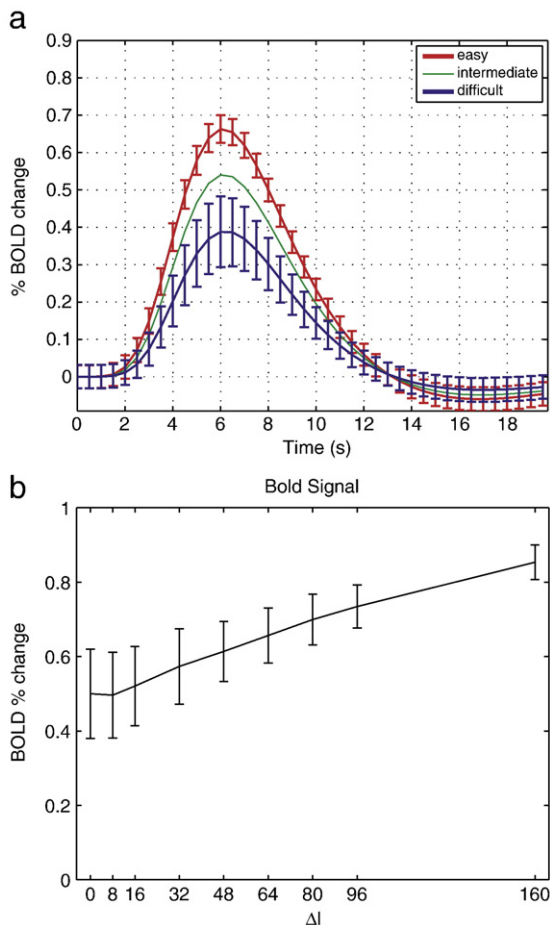 a
0.9
0.8
0.7
0.6
0.5
0.4
0.3
0.2
0.1
0
% BOLD change
easy
intermediate
difficult
0 2 4 6 8 10 12 14 16 18
Time (s)
b
Bold Signal
1
0.8
0.6
0.4
0.2
0
BOLD % change
0 8 16 32 48 64 80 96 160
ΔI